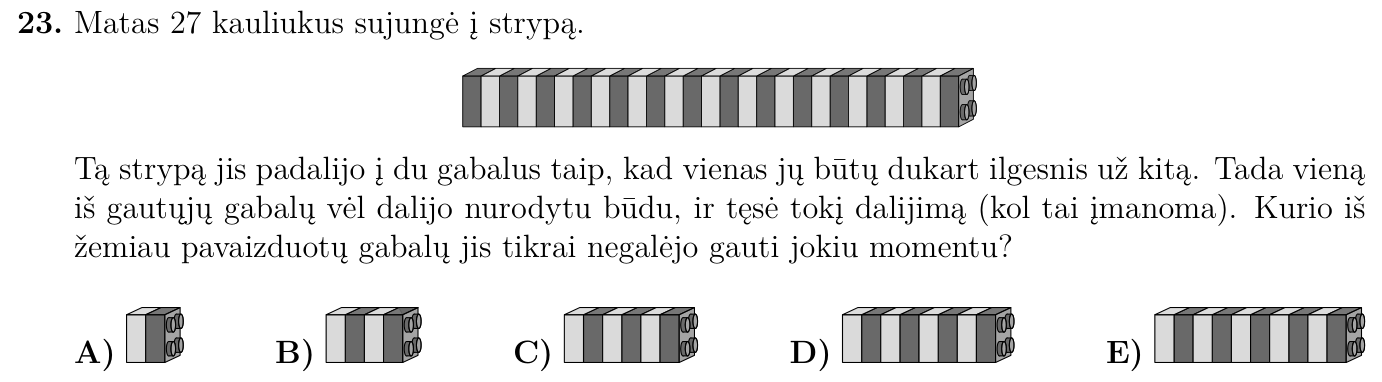 23. Matas 27 kauliukus sujungė į strypą.
Tą strypą jis padalijo į du gabalus taip, kad vienas jų būtų dukart ilgesnis už kitą. Tada vieną
iš gautųjų gabalų vėl dalijo nurodytu būdu, ir tęsė tokį dalijimą (kol tai įmanoma). Kurio iš
žemiau pavaizduotų gabalų jis tikrai negalėjo gauti jokiu momentu?
A) B) C) D) E)